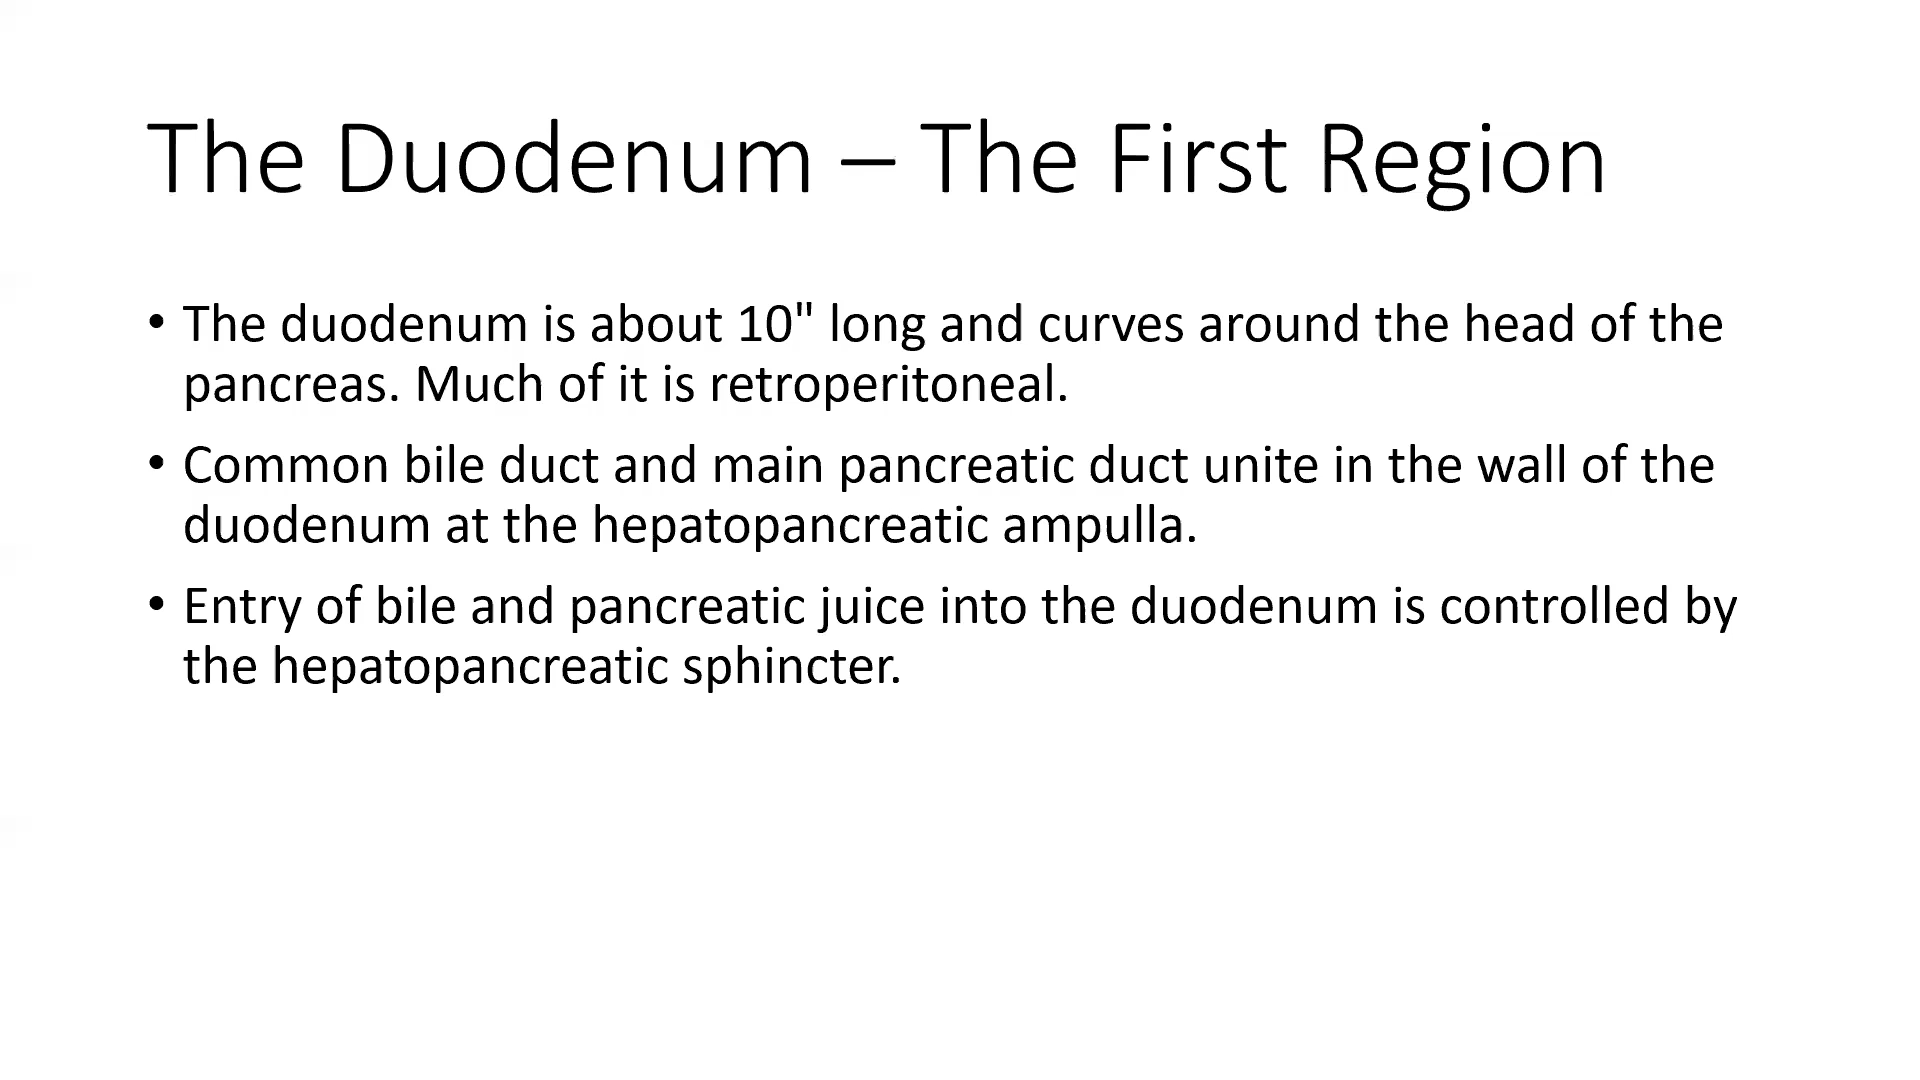 The Duodenum – The First Region
• The duodenum is about 10" long and curves around the head of the
pancreas. Much of it is retroperitoneal.
• Common bile duct and main pancreatic duct unite in the wall of the
duodenum at the hepatopancreatic ampulla.
• Entry of bile and pancreatic juice into the duodenum is controlled by
the hepatopancreatic sphincter.